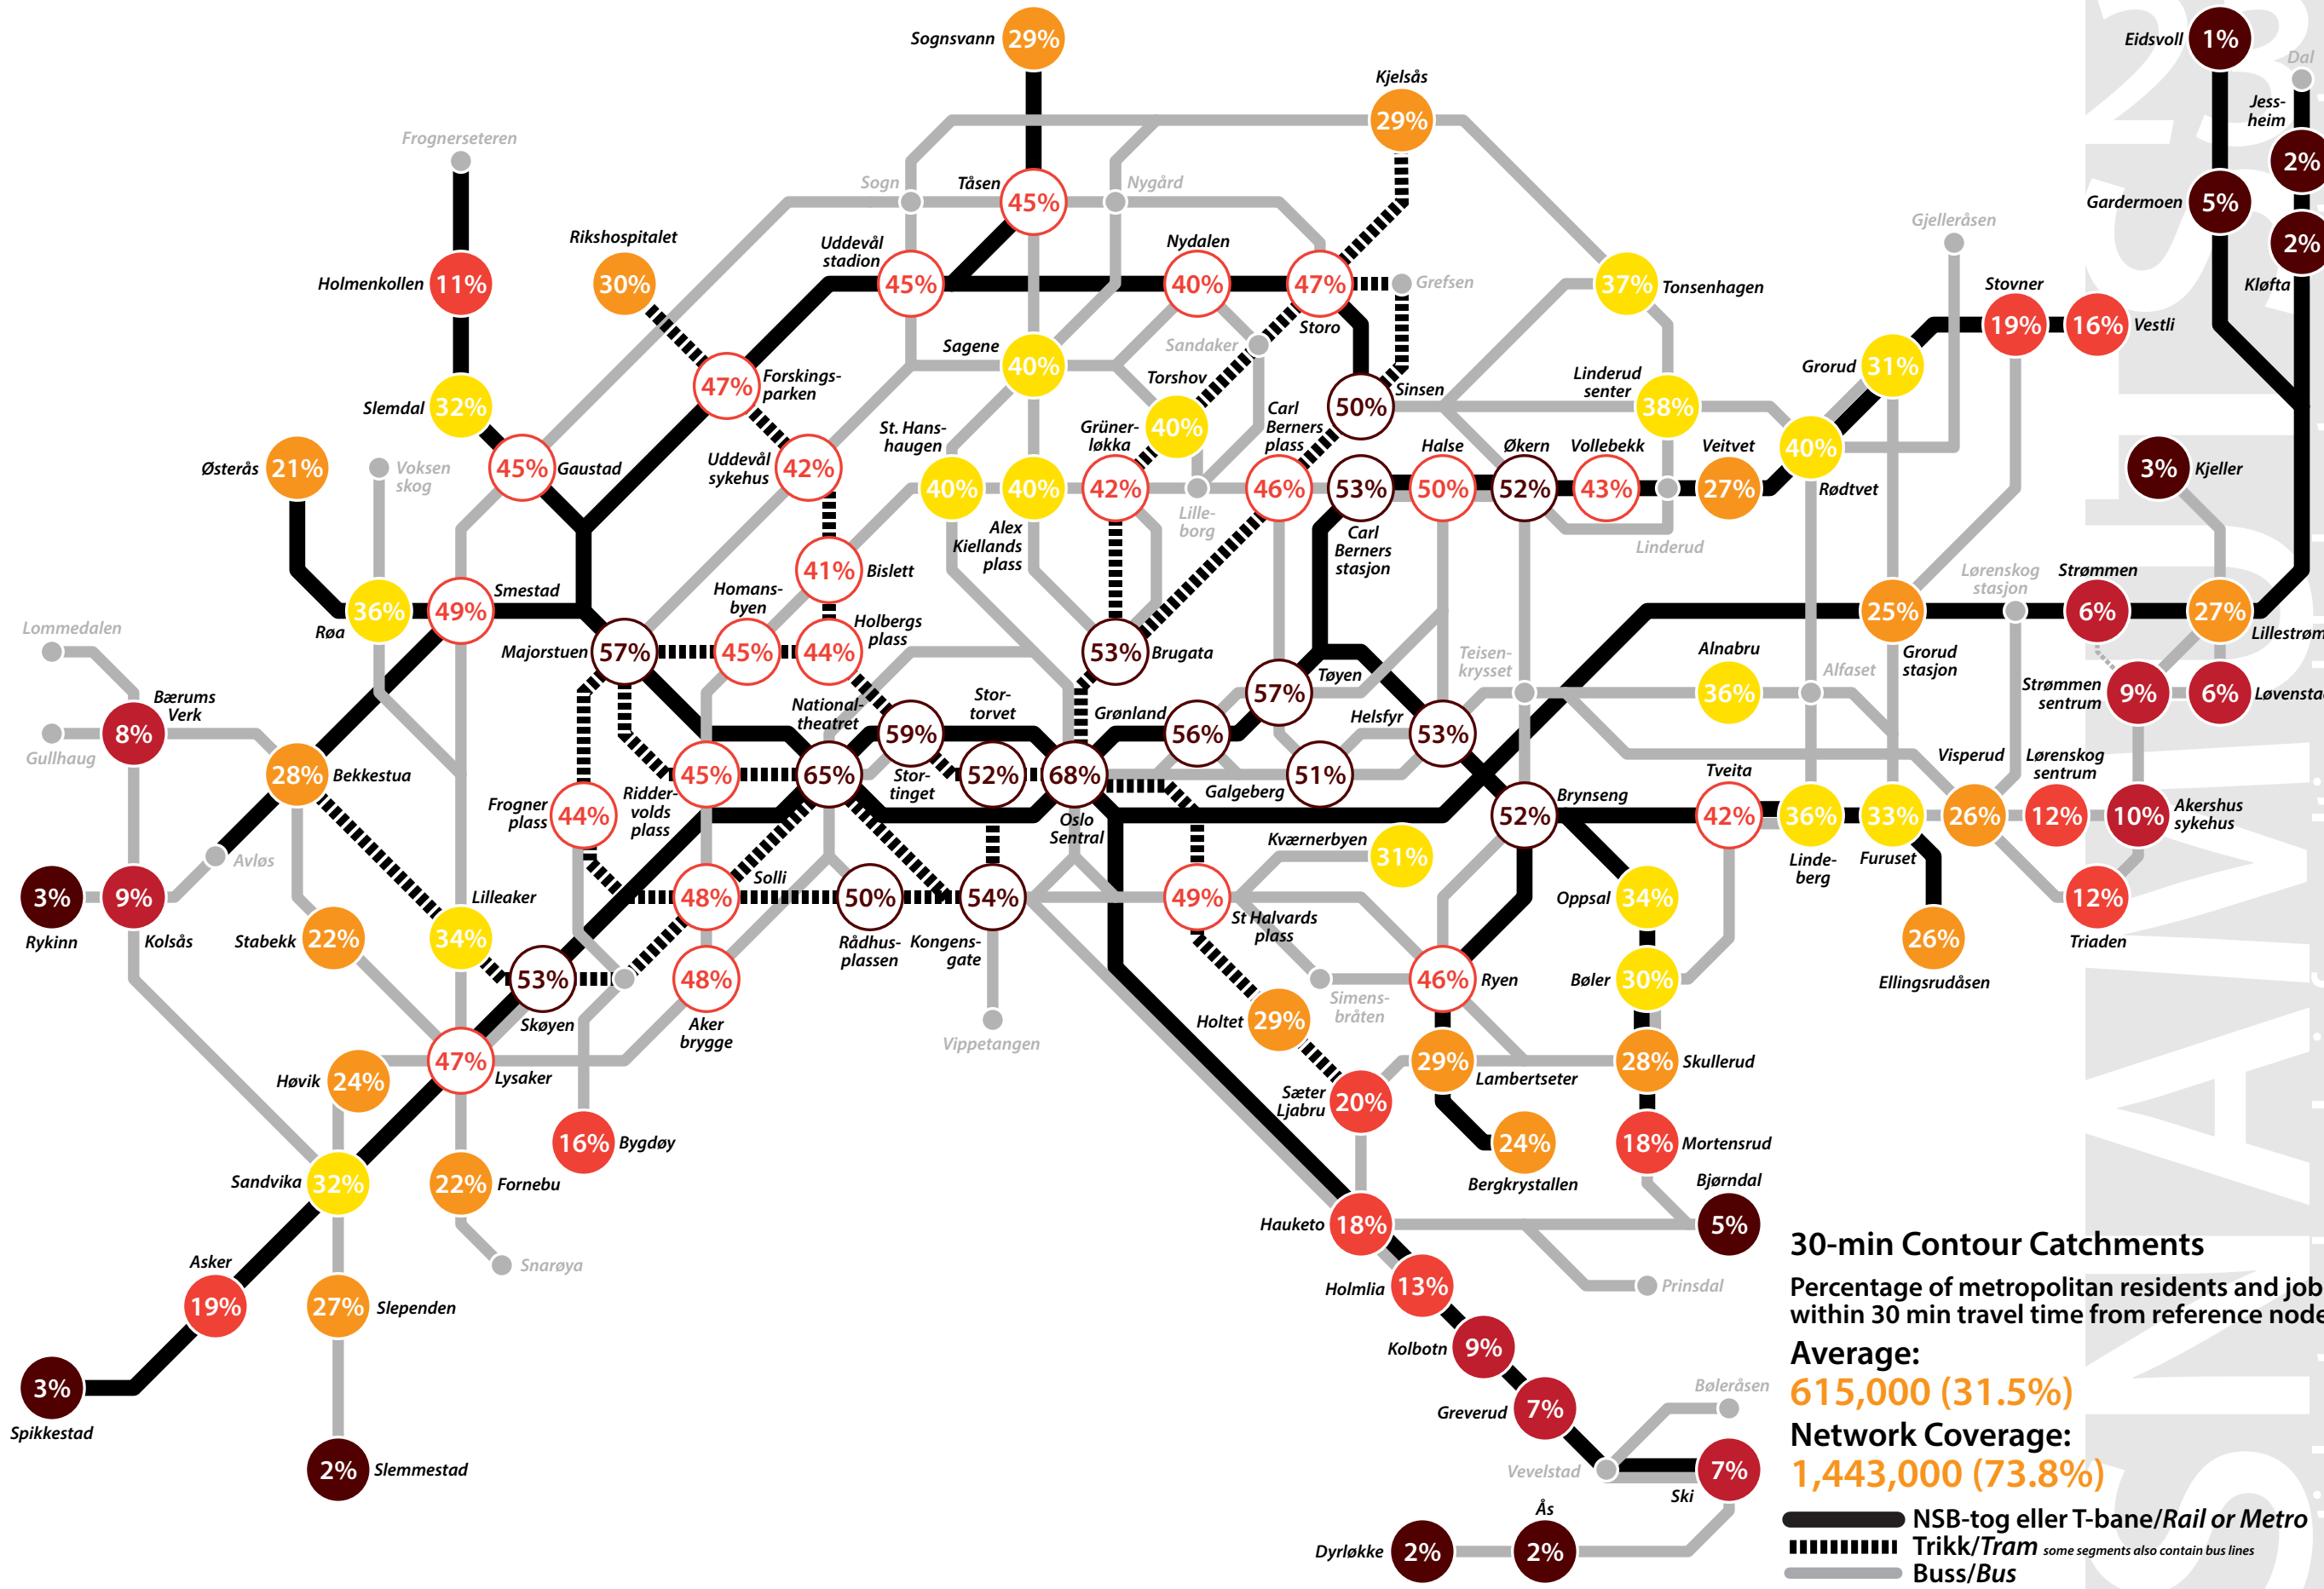 Sognsvann
29%
Eidsvoll
1%
Dal
Kjelsås
29%
Jess-
heim
2%
Frognerseteren
Sogn
Tåsen
45%
Nygård
Gardermoen
5%
Gjelleråsen
2%
Kløfta
Rikshospitalet
30%
Uddevål
stadion
45%
Nydalen
40%
47%
Storo
Grefsen
37%
Tonsenhagen
Holmenkollen
11%
Stovner
19%
16%
Vestli
Sagene
40%
Sandaker
Forskings-
parken
47%
Torshov
40%
Sinsen
50%
Linderud
senter
38%
Grorud
31%
Slemdal
32%
St. Hans-
haugen
40%
Grüner-
løkka
42%
Carl
Berners
plass
46%
Halse
50%
Økern
52%
Vollebekk
43%
Veitvet
27%
40%
Rødtvet
Østerås
21%
Voksen
skog
45%
Gaustad
Uddevål
sykehus
42%
40%
Alex
Kiellands
plass
Lille-
borg
53%
Carl
Berners
stasjon
Linderud
3%
Kjeller
41%
Bislett
Lørenskog
stasjon
Strømmen
6%
27%
36%
Røa
49%
Smestad
Homans-
byen
45%
Holbergs
plass
44%
25%
Grorud
stasjon
Lommedalen
Majorstuen
57%
53%
Brugata
Teisen-
krysset
Alnabru
36%
Alfaset
Tøyen
57%
Strømmen
sentrum
9%
6%
Bærums
Verk
8%
Gullhaug
National-
theatret
65%
59%
Stor-
tinget
Stor-
torvet
52%
Grønland
56%
Helsfyr
53%
28%
Bekkestua
45%
Ridder-
volds
plass
68%
Oslo
Sentral
Galgeberg
51%
Tveita
42%
Visperud
26%
Lørenskog
sentrum
12%
10%
Akershus
sykehus
Frogner
plass
44%
Kværnerbyen
31%
52%
Brynseng
36%
Linde-
berg
33%
Furuset
Avløs
3%
Rykinn
9%
Kolsås
Lilleaker
34%
Solli
48%
50%
Rådhus-
plassen
54%
Kongens-
gate
49%
St Halvards
plass
Oppsal
34%
12%
Triaden
Stabekk
22%
26%
Ellingsrudåsen
53%
Skøyen
48%
Aker
brygge
Simens-
bråten
46%
Ryen
Bøler
30%
Vippetangen
Holtet
29%
Høvik
24%
47%
Lysaker
29%
Lambertseter
28%
Skullerud
Sæter
Ljabru
20%
16%
Bygdøy
24%
Bergkrystallen
18%
Mortensrud
Sandvika
32%
22%
Fornebu
Bjørndal
5%
Hauketo
18%
Snarøya
Asker
19%
27%
Slependen
Holmlia
13%
Prinsdal
30-min Contour Catchments
Percentage of metropolitan residents and job
within 30 min travel time from reference node
Average:
615,000 (31.5%)
Kolbotn
9%
3%
Spikkestad
Greverud
7%
Bøleråsen
Network Coverage:
1,443,000 (73.8%)
2%
Slemmestad
Vevelstad
7%
Ski
Dyrløkke
2%
Ås
2%
NSB-tog eller T-bane/Rail or Metro
Trikk/Tram some segments also contain bus lines
Buss/Bus